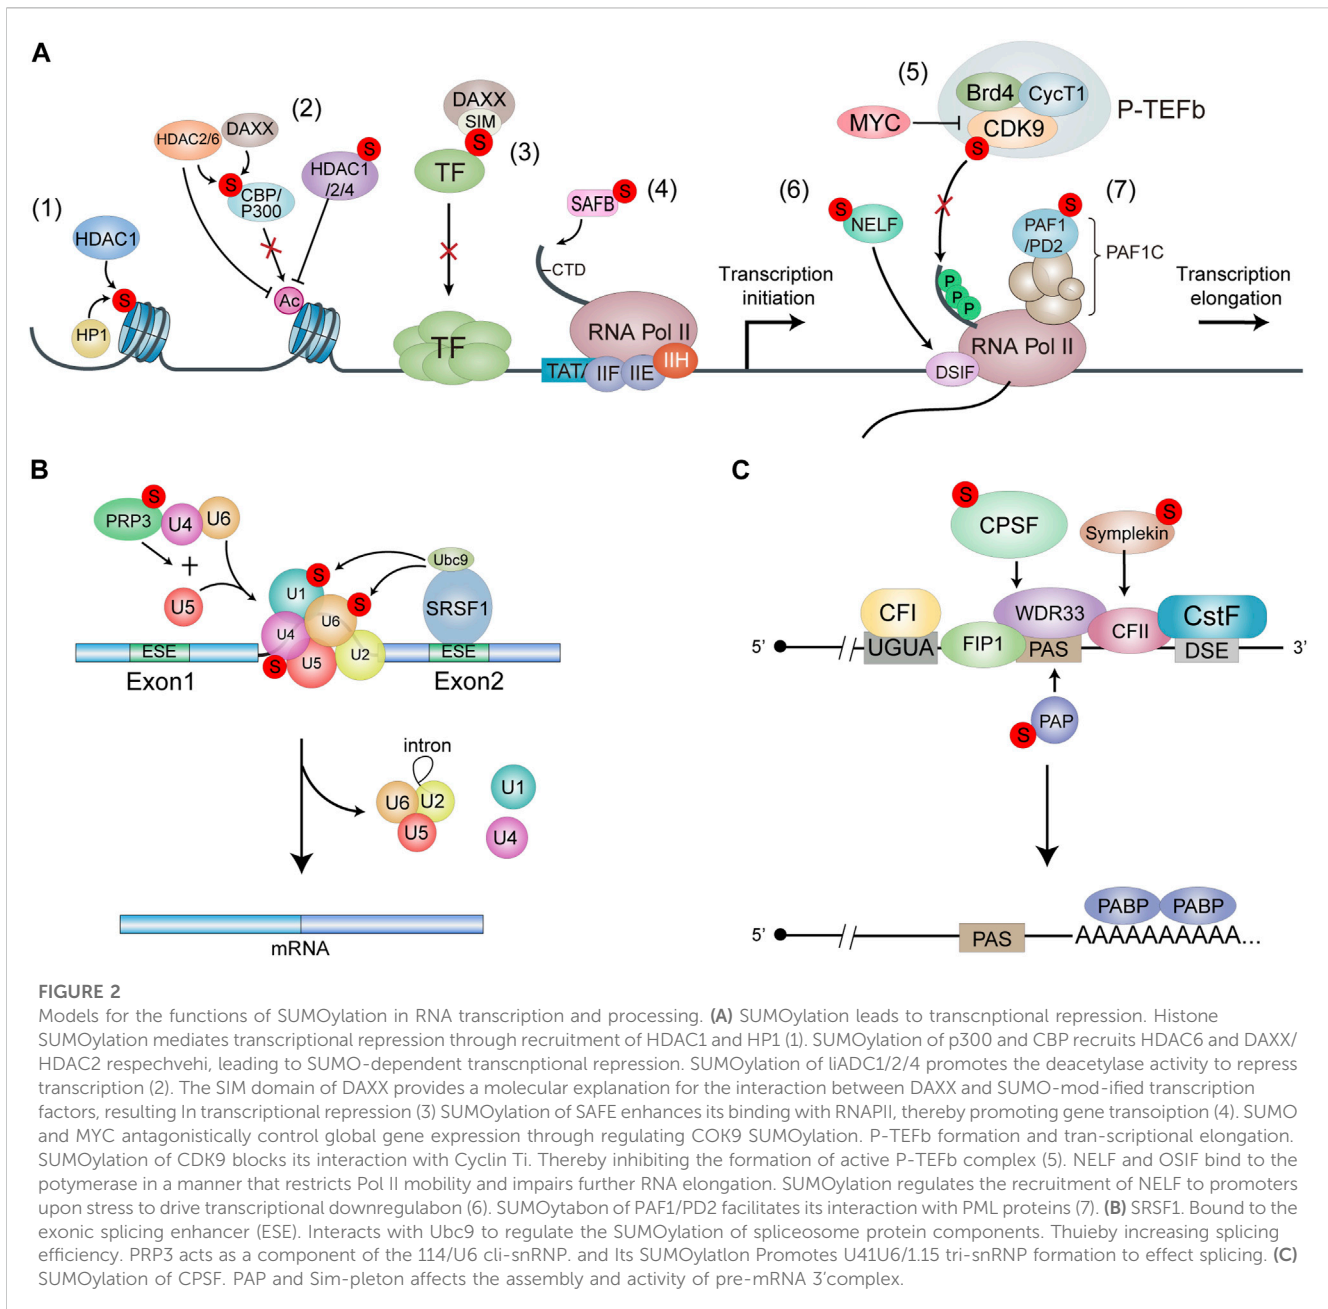 A
(1)
HDAC1
HP1
S
HDAC2/6
DAXX
(2)
S
CBP/
P300
S
HDAC1
/2/4
Ac
DAXX
SIM
S
TF
(3)
TF
SAFB
S
(4)
CTD
RNA Pol II
TATA
IIF
IIE
IIH
Transcription
initiation
(5)
Brd4
CycT1
MYC
CDK9
P-TEFb
S
(6)
S
NELF
(7)
S
PAF1
/PD2
PAF1C
P
P
P
RNA Pol II
DSIF
Transcription
elongation
B
S
PRP3
U4
U6
+
U5
S
U1
S
U6
U4
S
U5
U2
Ubc9
SRSF1
ESE
ESE
Exon1
Exon2
intron
U6
U2
U5
U1
U4
mRNA
C
S
CPSF
S
Symplekin
CFI
WDR33
CstF
5’
UGUA
FIP1
PAS
CFII
DSE
3’
S
PAP
PABP
PABP
5’
PAS
AAAAAAAAAA...
FIGURE 2
Models for the functions of SUMOylation in RNA transcription and processing. (A) SUMOylation leads to transcnptional repression. Histone
SUMOylation mediates transcriptional repression through recruitment of HDAC1 and HP1 (1). SUMOylation of p300 and CBP recruits HDAC6 and DAXX/
HDAC2 respechvehi, leading to SUMO-dependent transcnptional repression. SUMOylation of liADC1/2/4 promotes the deacetylase activity to repress
transcription (2). The SIM domain of DAXX provides a molecular explanation for the interaction between DAXX and SUMO-mod-ified transcription
factors, resulting In transcriptional repression (3) SUMOylation of SAFE enhances its binding with RNAPII, thereby promoting gene transoiption (4). SUMO
and MYC antagonistically control global gene expression through regulating COK9 SUMOylation. P-TEFb formation and tran-scriptional elongation.
SUMOylation of CDK9 blocks its interaction with Cyclin Ti. Thereby inhibiting the formation of active P-TEFb complex (5). NELF and OSIF bind to the
potymerase in a manner that restricts Pol II mobility and impairs further RNA elongation. SUMOylation regulates the recruitment of NELF to promoters
upon stress to drive transcriptional downregulabon (6). SUMOytabon of PAF1/PD2 facilitates its interaction with PML proteins (7). (B) SRSF1. Bound to the
exonic splicing enhancer (ESE). Interacts with Ubc9 to regulate the SUMOylation of spliceosome protein components. Thuieby increasing splicing
efficiency. PRP3 acts as a component of the 114/U6 cli-snRNP. and Its SUMOylatlon Promotes U41U6/1.15 tri-snRNP formation to effect splicing. (C)
SUMOylation of CPSF. PAP and Sim-pleton affects the assembly and activity of pre-mRNA 3’complex.